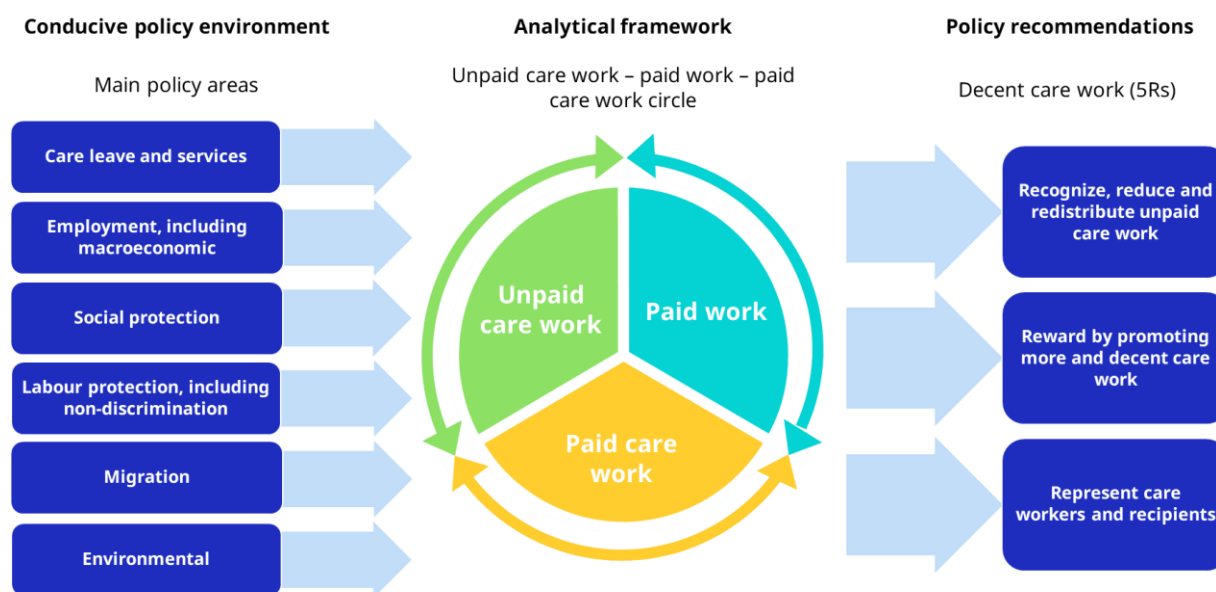 Conducive policy environment
Main policy areas
Care leave and services
Employment, including
macroeconomic
Social protection
Labour protection, including
non-discrimination
Migration
Environmental
Analytical framework
Unpaid care work – paid work – paid
care work circle
Unpaid
care work
Paid work
Paid care
work
Policy recommendations
Decent care work (5Rs)
Recognize, reduce and
redistribute unpaid
care work
Reward by promoting
more and decent care
work
Represent care
workers and recipients